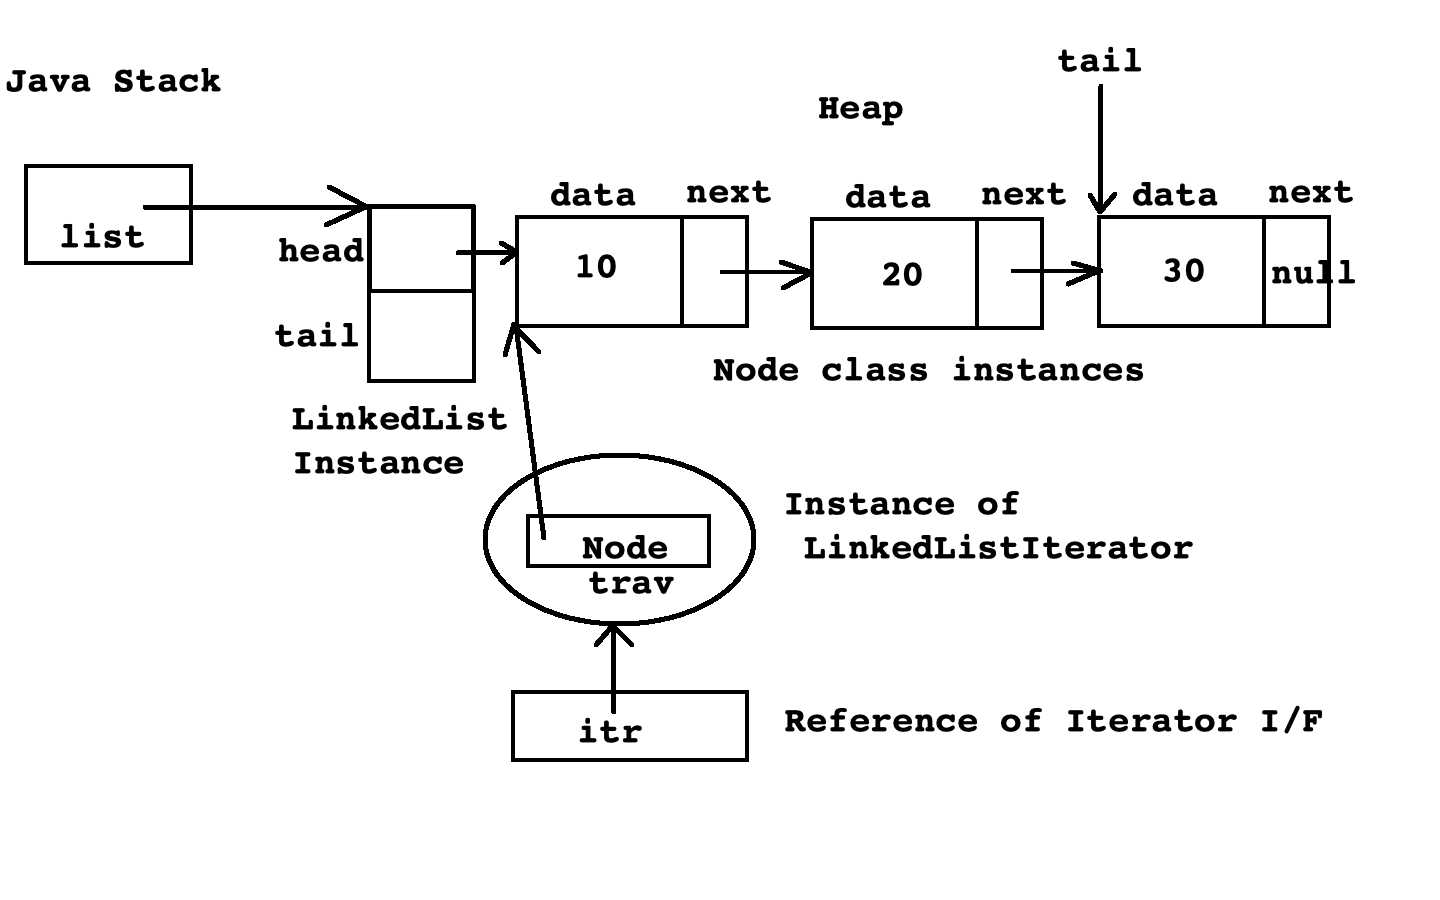 tail
Java Stack
Heap
data next
data next
data next
list
head
10
20
30
null
tail
Node class instances
LinkedList
Instance
Instance of
LinkedListIterator
Node
trav
itr
Reference of Iterator I/F